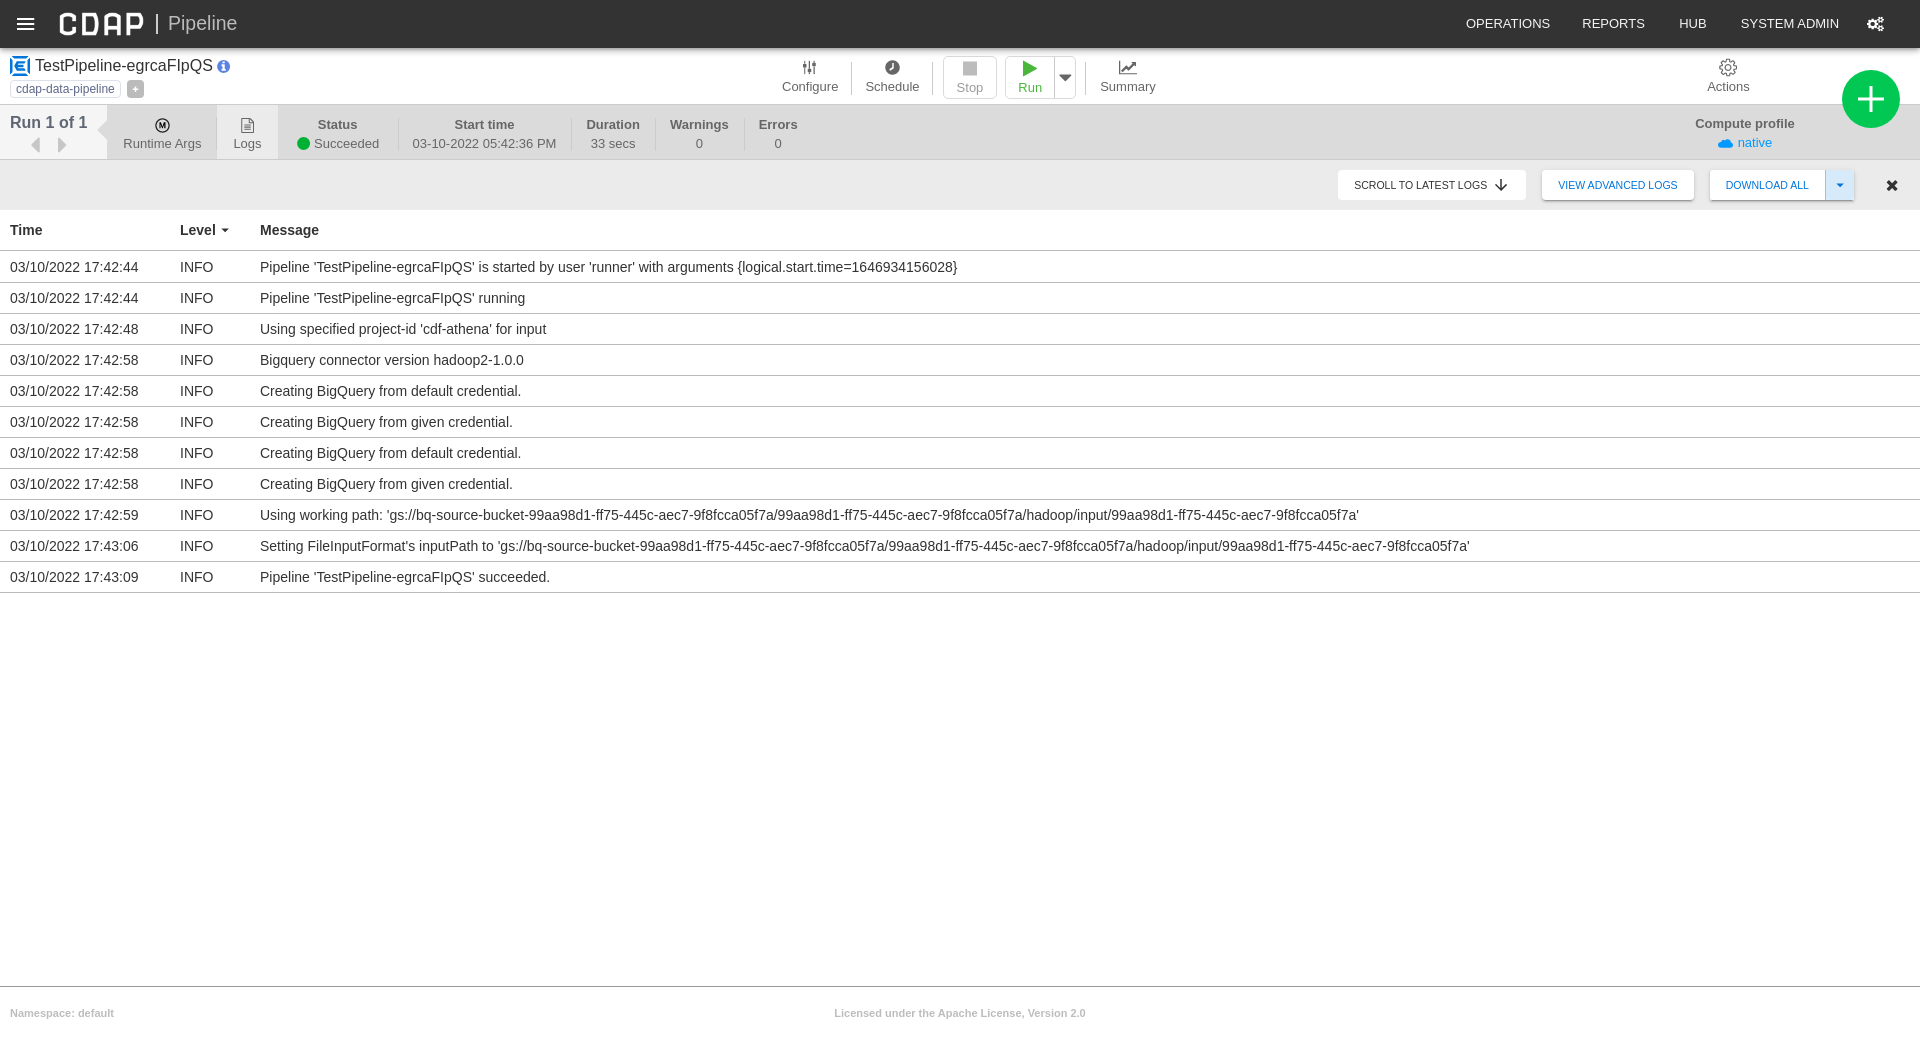 CDAP | Pipeline
OPERATIONS REPORTS HUB SYSTEM ADMIN
TestPipeline-egrcaFIpQS
cdap-data-pipeline +
Configure Schedule Stop Run Summary Actions
Run 1 of 1
M
Runtime Args
Logs
Status
Succeeded
Start time
03-10-2022 05:42:36 PM
Duration
33 secs
Warnings
0
Errors
0
Compute profile
native
SCROLL TO LATEST LOGS VIEW ADVANCED LOGS DOWNLOAD ALL
Time Level Message
03/10/2022 17:42:44 INFO Pipeline 'TestPipeline-egrcaFIpQS' is started by user 'runner' with arguments {logical.start.time=1646934156028}
03/10/2022 17:42:44 INFO Pipeline 'TestPipeline-egrcaFIpQS' running
03/10/2022 17:42:48 INFO Using specified project-id 'cdf-athena' for input
03/10/2022 17:42:58 INFO Bigquery connector version hadoop2-1.0.0
03/10/2022 17:42:58 INFO Creating BigQuery from default credential.
03/10/2022 17:42:58 INFO Creating BigQuery from given credential.
03/10/2022 17:42:58 INFO Creating BigQuery from default credential.
03/10/2022 17:42:58 INFO Creating BigQuery from given credential.
03/10/2022 17:42:59 INFO Using working path: 'gs://bq-source-bucket-99aa98d1-ff75-445c-aec7-9f8fcca05f7a/99aa98d1-ff75-445c-aec7-9f8fcca05f7a/hadoop/input/99aa98d1-ff75-445c-aec7-9f8fcca05f7a'
03/10/2022 17:43:06 INFO Setting FileInputFormat's inputPath to 'gs://bq-source-bucket-99aa98d1-ff75-445c-aec7-9f8fcca05f7a/99aa98d1-ff75-445c-aec7-9f8fcca05f7a/hadoop/input/99aa98d1-ff75-445c-aec7-9f8fcca05f7a'
03/10/2022 17:43:09 INFO Pipeline 'TestPipeline-egrcaFIpQS' succeeded.
Namespace: default
Licensed under the Apache License, Version 2.0